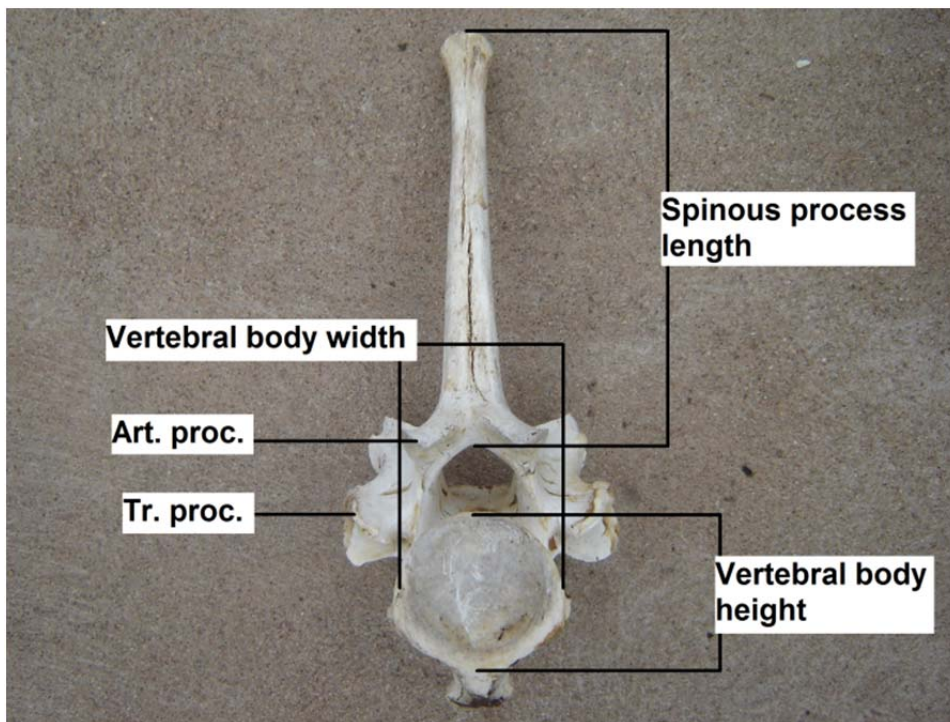 Spinous process
length
Vertebral body width
Art. proc.
Tr. proc.
Vertebral body
height